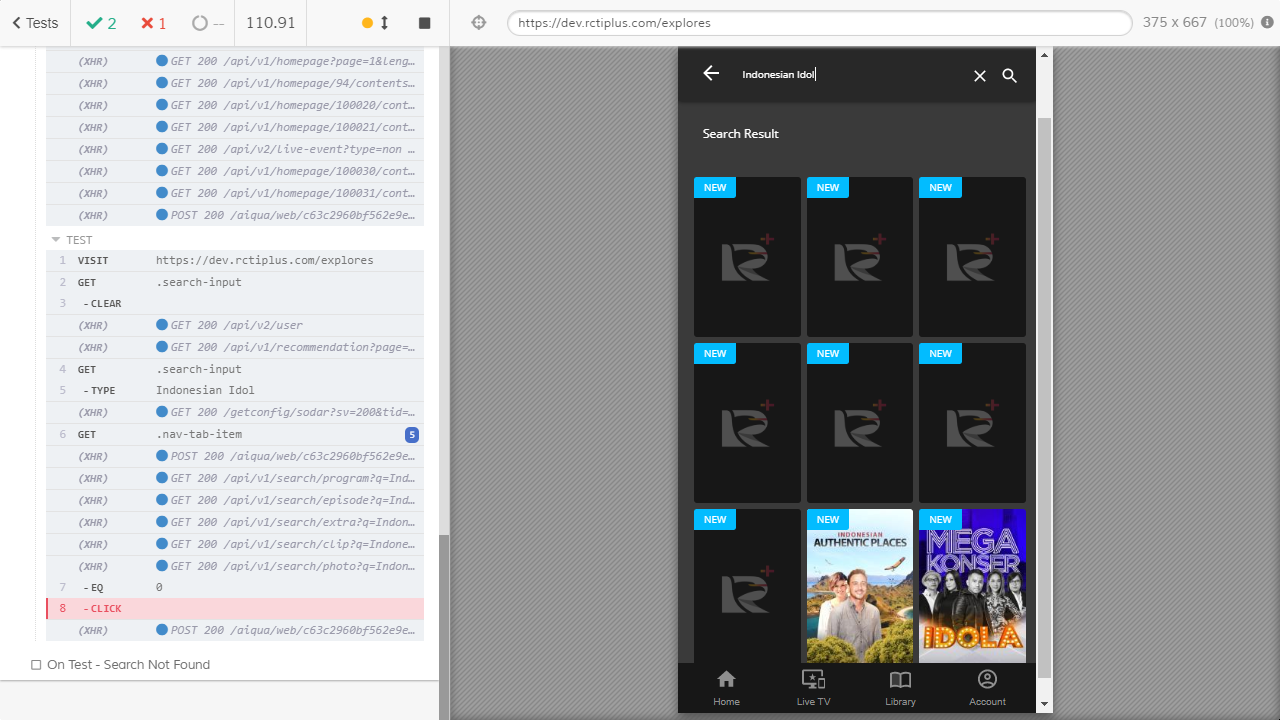 Tests
2
1
--
110.91
https://dev.rctiplus.com/explores
375 x 667 (100%)
(XHR) GET 200 /api/v1/homepage?page=1&leng…
(XHR) GET 200 /api/v1/homepage/94/contents…
(XHR) GET 200 /api/v1/homepage/100020/cont…
(XHR) GET 200 /api/v1/homepage/100021/cont…
(XHR) GET 200 /api/v2/live-event?type=non …
(XHR) GET 200 /api/v1/homepage/100030/cont…
(XHR) GET 200 /api/v1/homepage/100031/cont…
(XHR) POST 200 /aiqua/web/c63c2960bf562e9e…
TEST
1 VISIT https://dev.rctiplus.com/explores
2 GET .search-input
3 -CLEAR
(XHR) GET 200 /api/v2/user
(XHR) GET 200 /api/v1/recommendation?page=…
4 GET .search-input
5 -TYPE Indonesian Idol
(XHR) GET 200 /getconfig/sodar?sv=200&tid=…
6 GET .nav-tab-item 5
(XHR) POST 200 /aiqua/web/c63c2960bf562e9e…
(XHR) GET 200 /api/v1/search/program?q=Ind…
(XHR) GET 200 /api/v1/search/episode?q=Ind…
(XHR) GET 200 /api/v1/search/extra?q=Indon…
(XHR) GET 200 /api/v1/search/clip?q=Indone…
(XHR) GET 200 /api/v1/search/photo?q=Indon…
7 -EQ 0
8 -CLICK
(XHR) POST 200 /aiqua/web/c63c2960bf562e9e…
On Test - Search Not Found
Indonesian Idol
Search Result
NEW NEW NEW
NEW NEW NEW
NEW NEW NEW
INDONESIAN
AUTHENTIC PLACES
MEGA
KONSER
IDOLA
Home Live TV Library Account